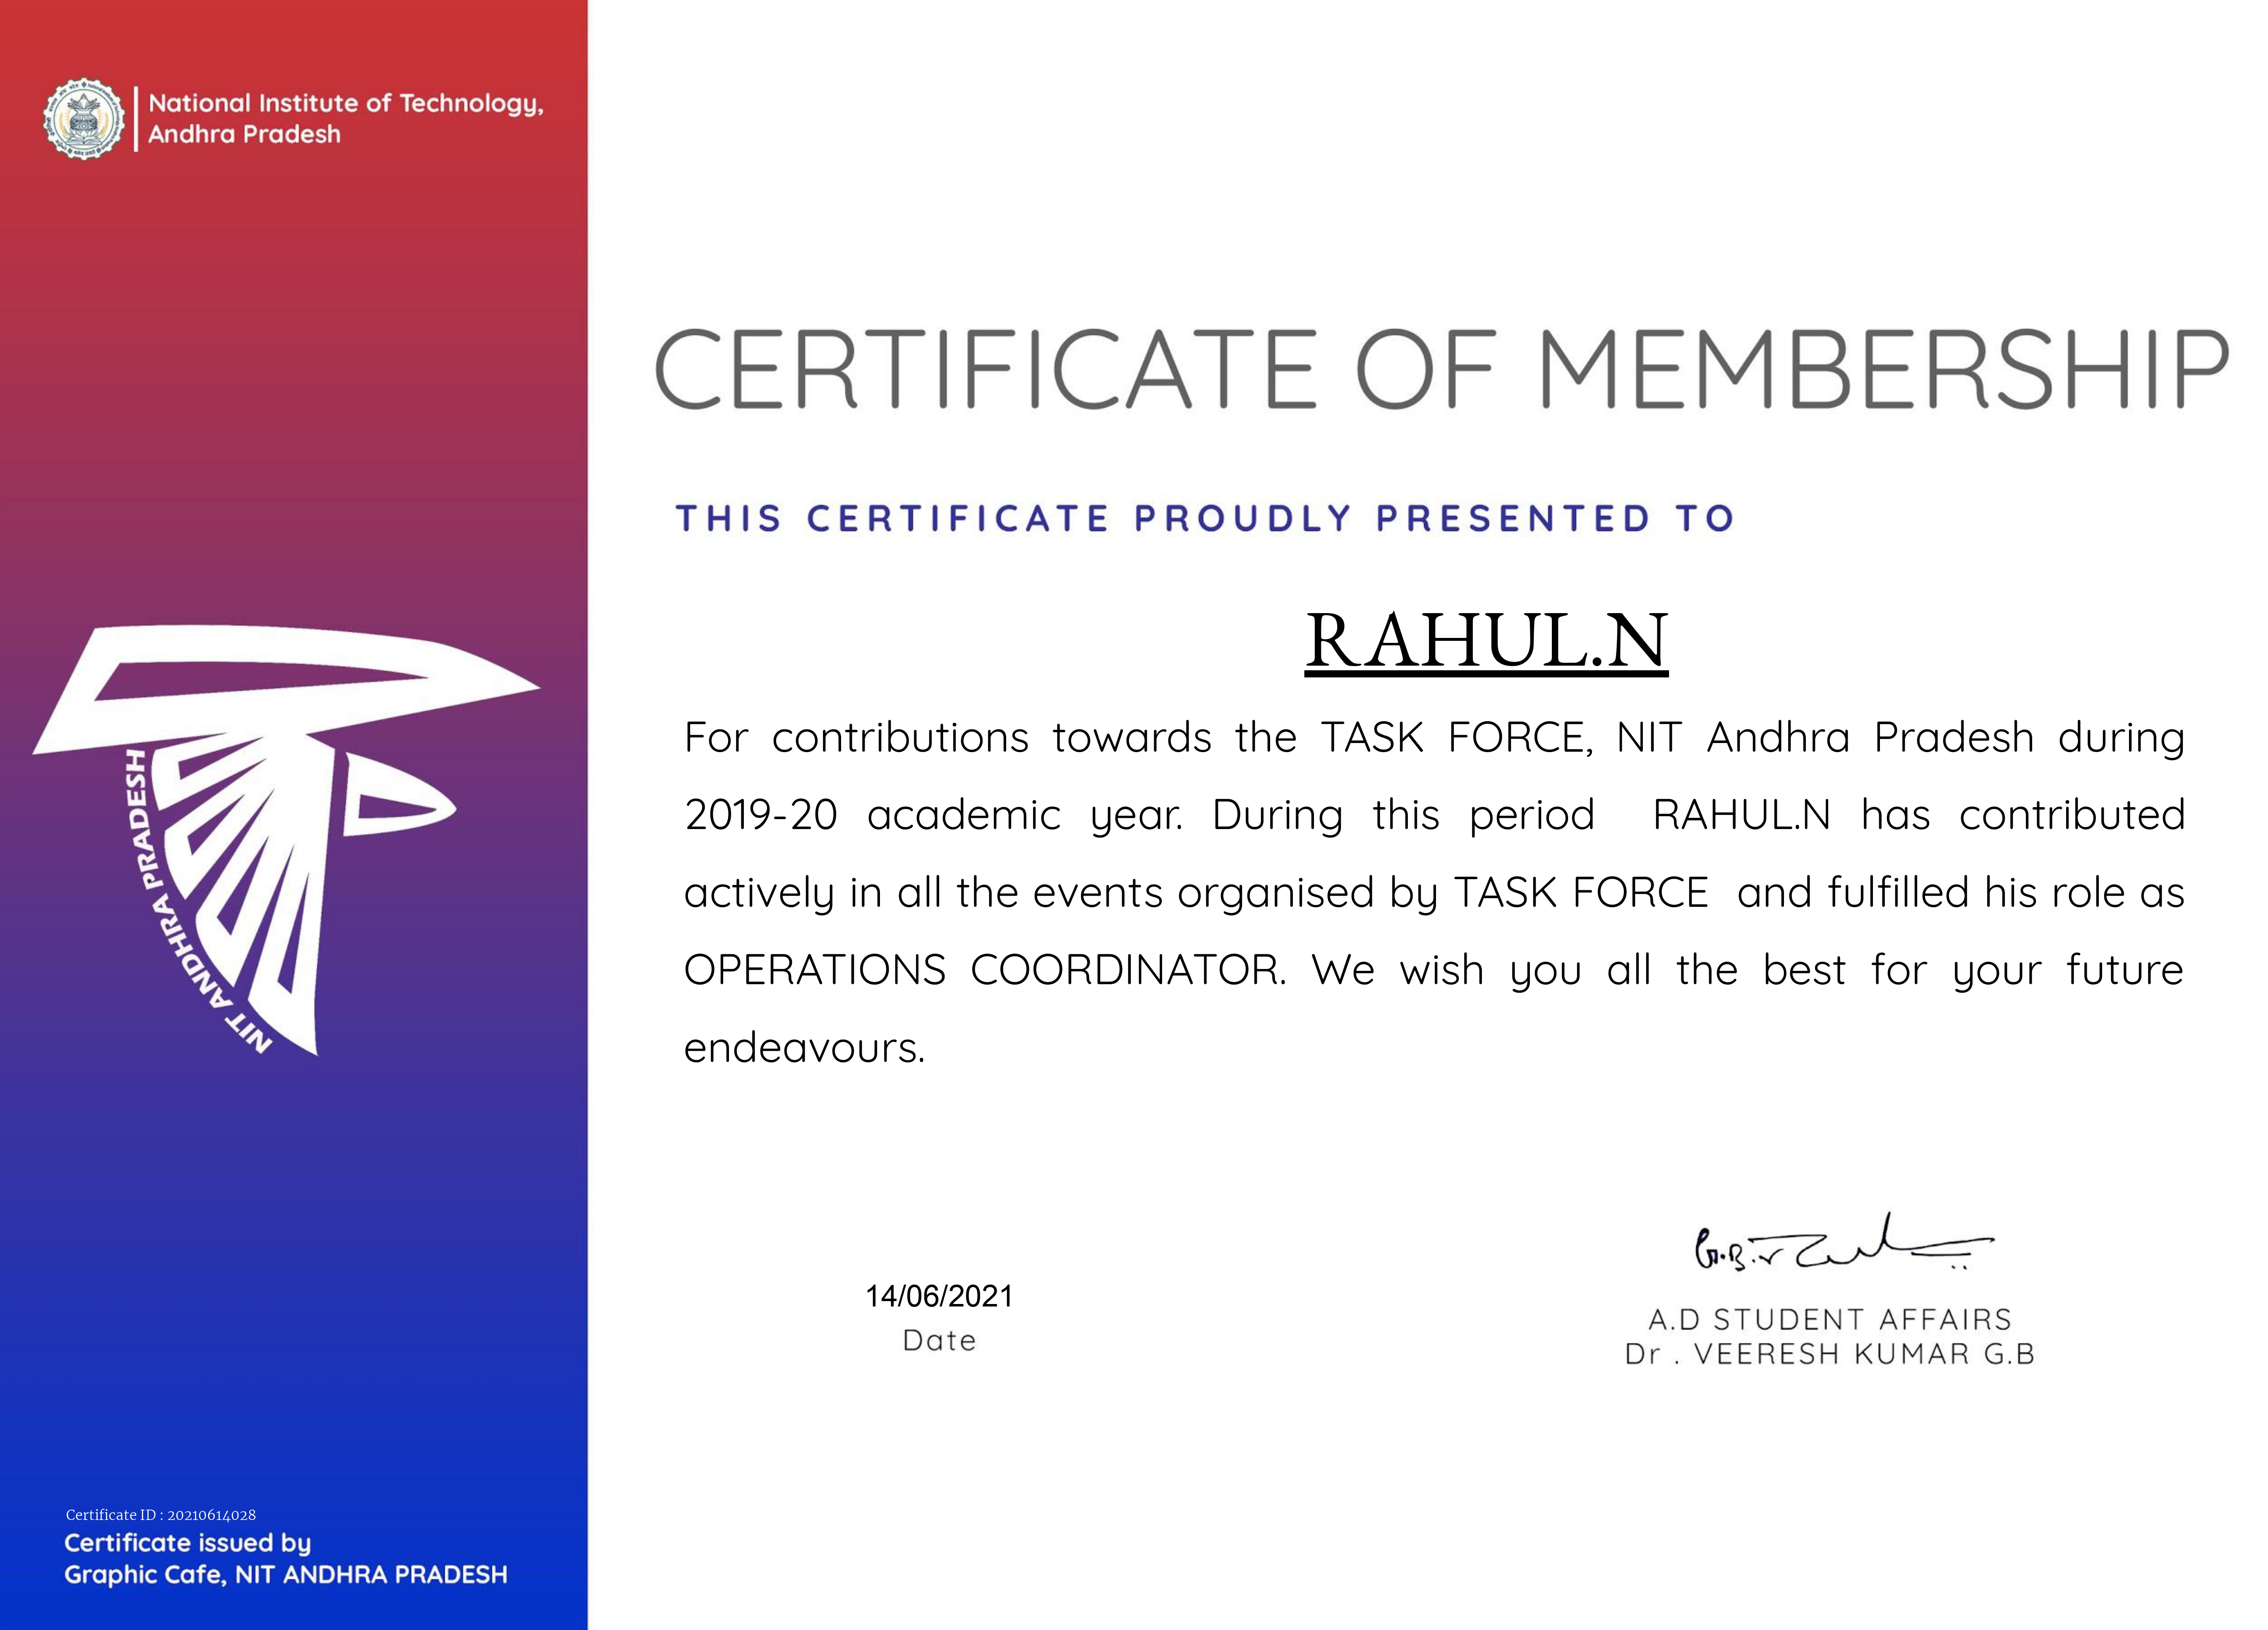 National Institute of Technology,
Andhra Pradesh
CERTIFICATE OF MEMBERSHIP
THIS CERTIFICATE PROUDLY PRESENTED TO
RAHUL.N
For contributions towards the TASK FORCE, NIT Andhra Pradesh during
2019-20 academic year. During this period RAHUL.N has contributed
actively in all the events organised by TASK FORCE and fulfilled his role as
OPERATIONS COORDINATOR. We wish you all the best for your future
endeavours.
NIT ANDHRA PRADESH
14/06/2021
Date
G.B.V
A.D STUDENT AFFAIRS
Dr . VEERESH KUMAR G.B
Certificate ID : 20210614028
Certificate issued by
Graphic Cafe, NIT ANDHRA PRADESH